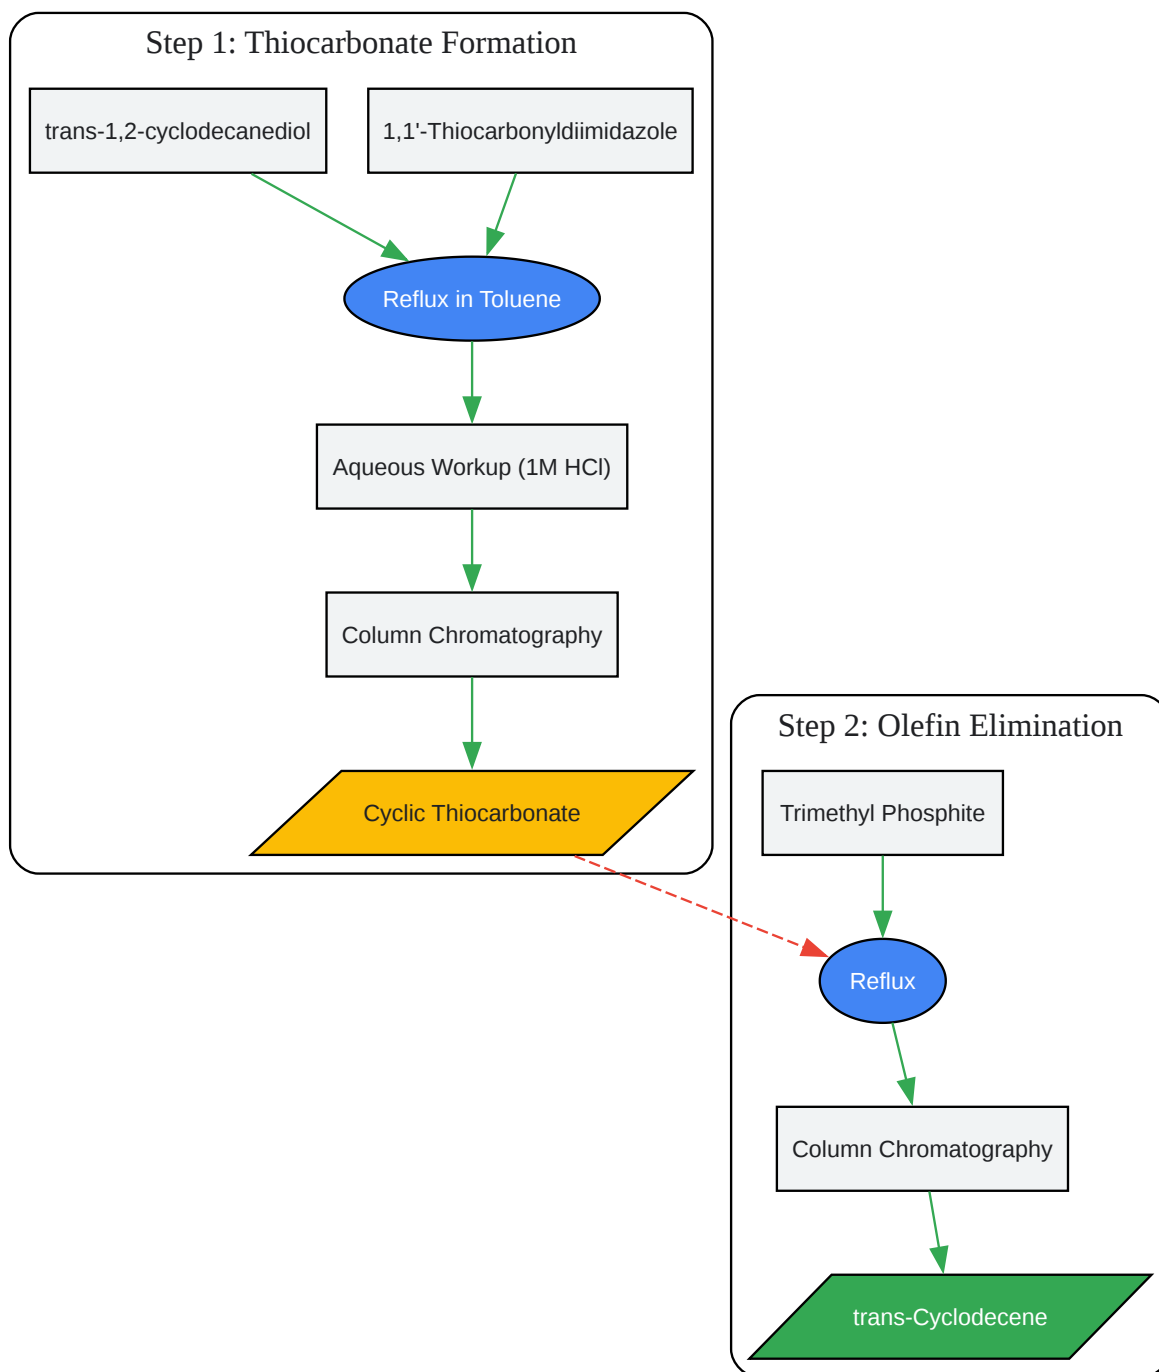 Step 1: Thiocarbonate Formation
trans-1,2-cyclodecanediol
1,1'-Thiocarbonyldiimidazole
Reflux in Toluene
Aqueous Workup (1M HCl)
Column Chromatography
Cyclic Thiocarbonate
Step 2: Olefin Elimination
Trimethyl Phosphite
Reflux
Column Chromatography
trans-Cyclodecene